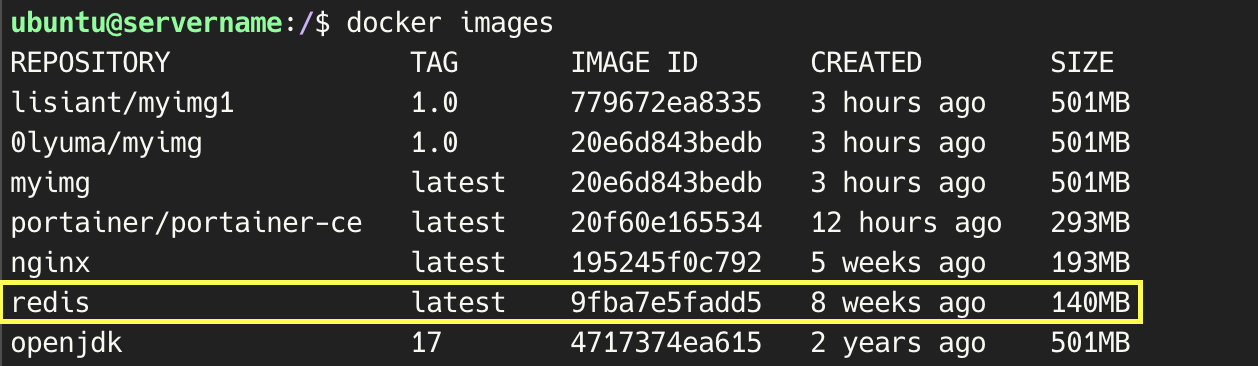 ubuntu@servername:/$ docker images
REPOSITORY TAG IMAGE ID CREATED SIZE
lisiant/myimg1 1.0 779672ea8335 3 hours ago 501MB
0lyuma/myimg 1.0 20e6d843bedb 3 hours ago 501MB
myimg latest 20e6d843bedb 3 hours ago 501MB
portainer/portainer-ce latest 20f60e165534 12 hours ago 293MB
nginx latest 195245f0c792 5 weeks ago 193MB
redis latest 9fba7e5fadd5 8 weeks ago 140MB
openjdk 17 4717374ea615 2 years ago 501MB